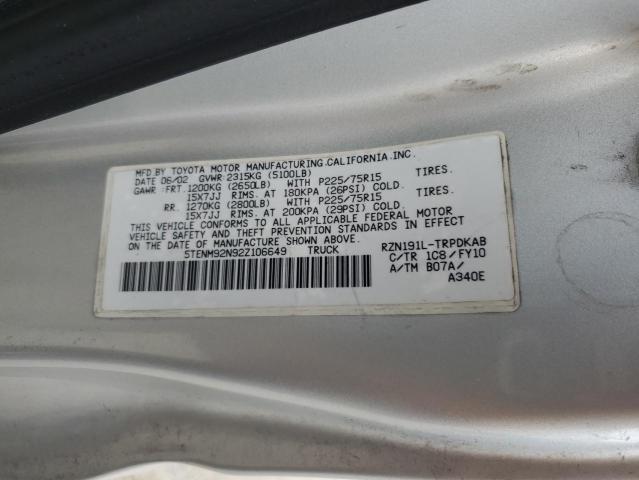 MFD.BY TOYOTA MOTOR MANUFACTURING.CALIFORNIA.INC.
DATE 06/02 GVWR 2315KG (5100LB)
GAWR :FRT.1200KG (2650LB) WITH P225/75R15 TIRES.
15X7JJ RIMS. AT 180KPA (26PSI) COLD.
RR. 1270KG (2800LB) WITH P225/75R15 TIRES.
15X7JJ RIMS. AT 200KPA (29PSI) COLD.
THIS VEHICLE CONFORMS TO ALL APPLICABLE FEDERAL MOTOR
VEHICLE SAFETY AND THEFT PREVENTION STANDARDS IN EFFECT ON THE
DATE OF MANUFACTURE SHOWN ABOVE.
5TENM92N92Z106649 TRUCK
RZN191L-TRPDKAB
C/TR 1C8/FY10
A/TM B07A/
A340E